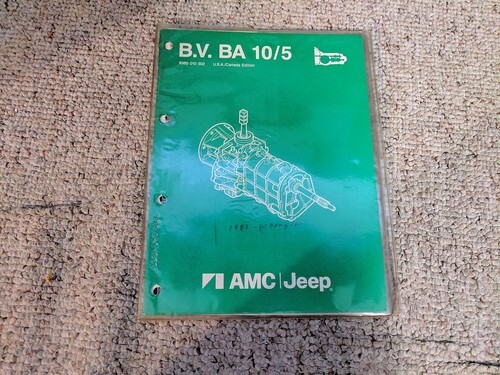 B.V. BA 10/5
U.S.A./Canada Edition
AMC Jeep